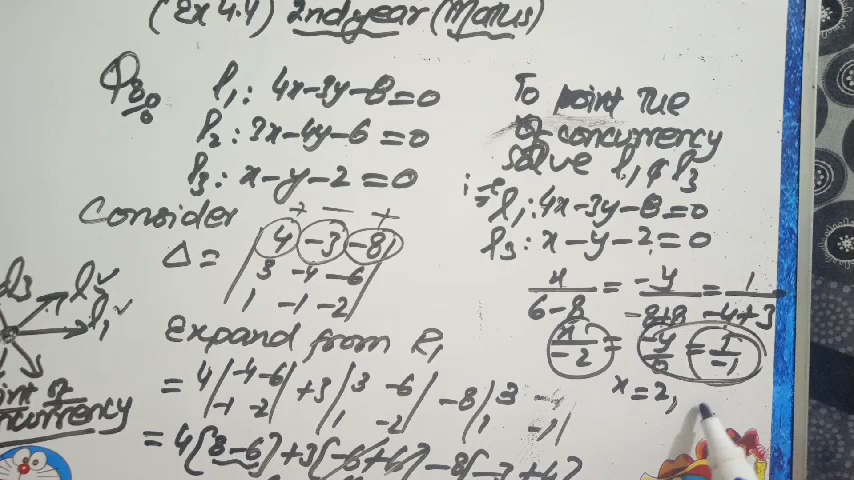 (Ex 4.4) 2nd year (Maths)
Q8:
l1: 4x-3y-8=0
l2: 3x-4y-6=0
l3: x-y-2=0
Consider
+ - +
Δ= | 4 -3 -8 |
3 -4 -6
1 -1 -2
Expand from R1
= 4 | -4 -6 | +3 | 3 -6 | -8 | 3 -4 |
-1 -2 1 -2 1 -1
= 4[8-6]+3[-6+6]-8[-3+4]
l3 l2
l1
point of
concurrency
To point The
of concurrency
solve l1 & l3
i-e l1: 4x-3y-8=0
l3: x-y-2=0
x/6-8 = -y/-8+8 = 1/-4+3
x/-2 = -y/0 = 1/-1
x=2,